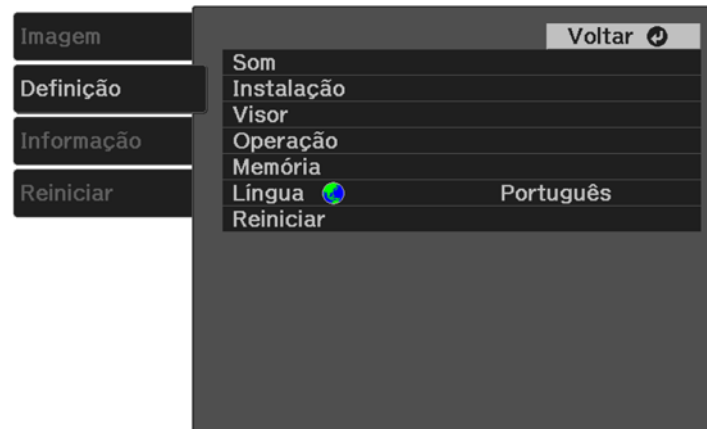 Imagem
Definição
Informação
Reiniciar
Voltar
Som
Instalação
Visor
Operação
Memória
Língua Português
Reiniciar